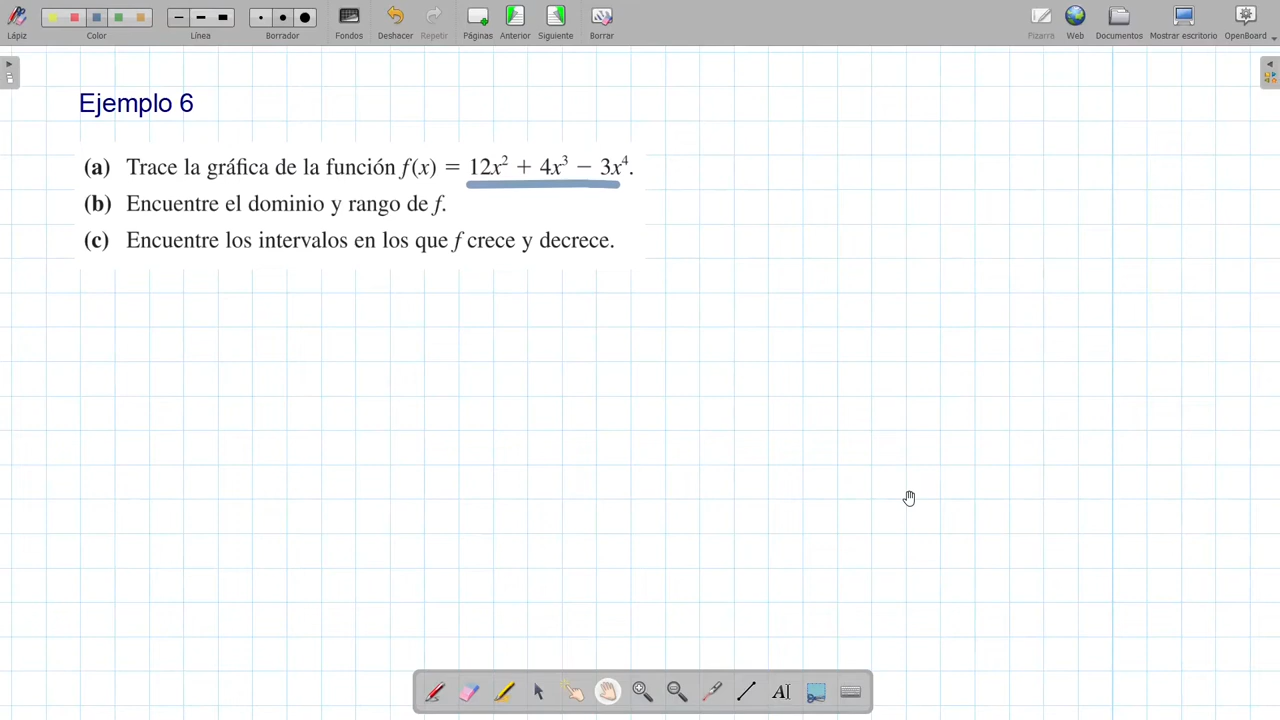 Lápiz Color Línea Borrador Fondos Deshacer Repetir Páginas Anterior Siguiente Borrar Pizarra Web Documentos Mostrar escritorio OpenBoard
Ejemplo 6
(a) Trace la gráfica de la función f(x) = 12x² + 4x³ − 3x⁴.
(b) Encuentre el dominio y rango de f.
(c) Encuentre los intervalos en los que f crece y decrece.